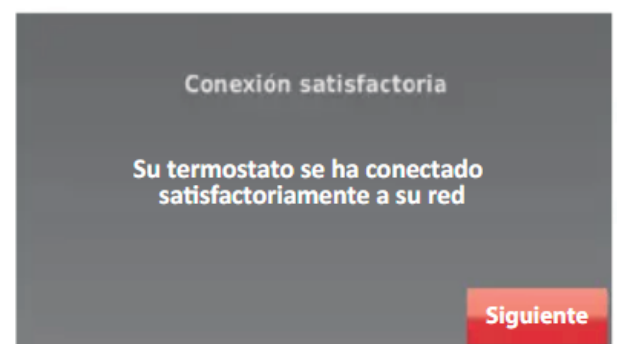 Conexión satisfactoria
Su termostato se ha conectado
satisfactoriamente a su red
Siguiente